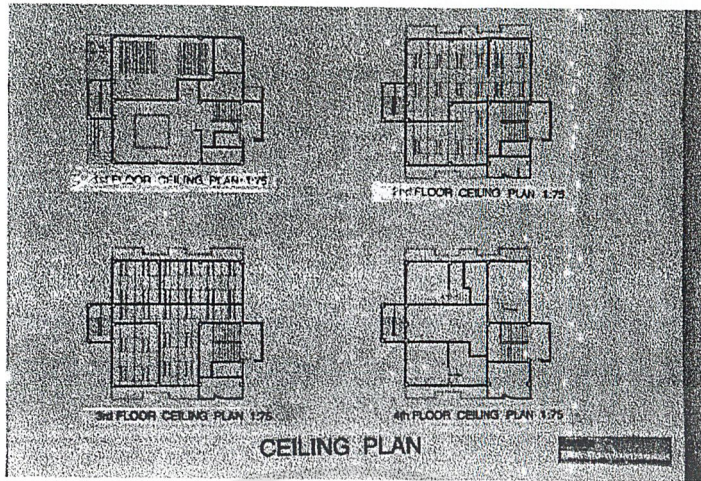 1st FLOOR CEILING PLAN 1:75
2nd FLOOR CEILING PLAN 1:75
3rd FLOOR CEILING PLAN 1:75
4th FLOOR CEILING PLAN 1:75
CEILING PLAN